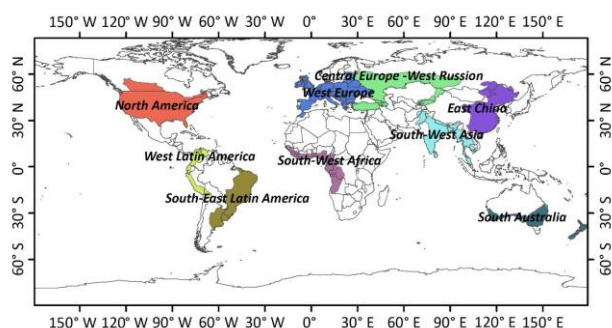 150° W 120° W 90° W 60° W 30° W 0° 30° E 60° E 90° E 120° E 150° E
60° N
30° N
0°
30° S
60° S
60° N
30° N
0°
30° S
60° S
Central Europe -West Russion
West Europe
North America
East China
South-West Asia
West Latin America
South-West Africa
South-East Latin America
South Australia
150° W 120° W 90° W 60° W 30° W 0° 30° E 60° E 90° E 120° E 150° E